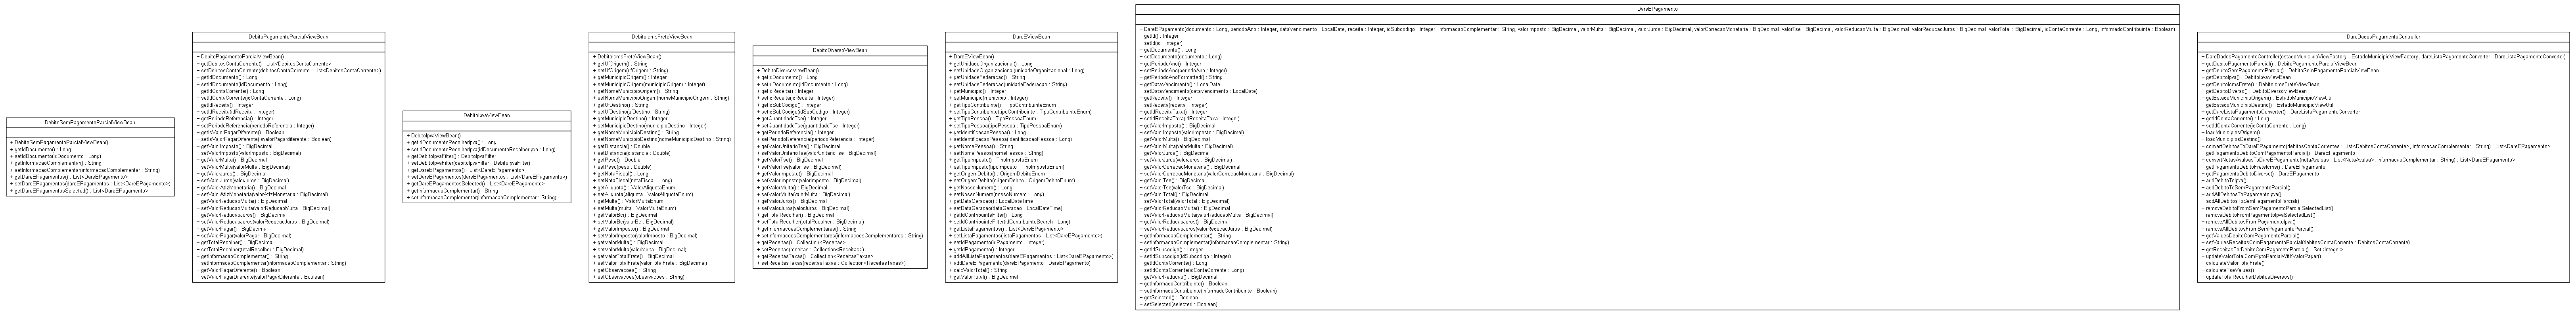 DebitoSemPagamentoParcialViewBean
+ DebitoSemPagamentoParcialViewBean()
+ getIdDocumento() : Long
+ setIdDocumento(idDocumento : Long)
+ getInformacaoComplementar() : String
+ setInformacaoComplementar(informacaoComplementar : String)
+ getDareEPagamentos() : List<DareEPagamento>
+ setDareEPagamentos(dareEPagamentos : List<DareEPagamento>)
+ getDareEPagamentosSelected() : List<DareEPagamento>
DebitoPagamentoParcialViewBean
+ DebitoPagamentoParcialViewBean()
+ getDebitosContaCorrente() : List<DebitosContaCorrente>
+ setDebitosContaCorrente(debitosContaCorrente : List<DebitosContaCorrente>)
+ getIdDocumento() : Long
+ setIdDocumento(idDocumento : Long)
+ getIdContaCorrente() : Long
+ setIdContaCorrente(idContaCorrente : Long)
+ getIdReceita() : Integer
+ setIdReceita(idReceita : Integer)
+ getPeriodoReferencia() : Integer
+ setPeriodoReferencia(periodoReferencia : Integer)
+ getIsValorPagarDiferente() : Boolean
+ setIsValorPagarDiferente(isvalorPagardiferente : Boolean)
+ getValorImposto() : BigDecimal
+ setValorImposto(valorImposto : BigDecimal)
+ getValorMulta() : BigDecimal
+ setValorMulta(valorMulta : BigDecimal)
+ getValorJuros() : BigDecimal
+ setValorJuros(valorJuros : BigDecimal)
+ getValorAtlzMonetaria() : BigDecimal
+ setValorAtlzMonetaria(valorAtlzMonetaria : BigDecimal)
+ getValorReducaoMulta() : BigDecimal
+ setValorReducaoMulta(valorReducaoMulta : BigDecimal)
+ getValorReducaoJuros() : BigDecimal
+ setValorReducaoJuros(valorReducaoJuros : BigDecimal)
+ getValorPagar() : BigDecimal
+ setValorPagar(valorPagar : BigDecimal)
+ getTotalRecolher() : BigDecimal
+ setTotalRecolher(totalRecolher : BigDecimal)
+ getInformacaoComplementar() : String
+ setInformacaoComplementar(informacaoComplementar : String)
+ getValorPagarDiferente() : Boolean
+ setValorPagarDiferente(valorPagarDiferente : Boolean)
DebitoIpvaViewBean
+ DebitoIpvaViewBean()
+ getIdDocumentoRecolherIpva() : Long
+ setIdDocumentoRecolherIpva(idDocumentoRecolherIpva : Long)
+ getDebitoIpvaFilter() : DebitoIpvaFilter
+ setDebitoIpvaFilter(debitoIpvaFilter : DebitoIpvaFilter)
+ getDareEPagamentos() : List<DareEPagamento>
+ setDareEPagamentos(dareEPagamentos : List<DareEPagamento>)
+ getDareEPagamentosSelected() : List<DareEPagamento>
+ getInformacaoComplementar() : String
+ setInformacaoComplementar(informacaoComplementar : String)
DebitoIcmsFreteViewBean
+ DebitoIcmsFreteViewBean()
+ getUfOrigem() : String
+ setUfOrigem(ufOrigem : String)
+ getMunicipioOrigem() : Integer
+ setMunicipioOrigem(municipioOrigem : Integer)
+ getNomeMunicipioOrigem() : String
+ setNomeMunicipioOrigem(nomeMunicipioOrigem : String)
+ getUfDestino() : String
+ setUfDestino(ufDestino : String)
+ getMunicipioDestino() : Integer
+ setMunicipioDestino(municipioDestino : Integer)
+ getNomeMunicipioDestino() : String
+ setNomeMunicipioDestino(nomeMunicipioDestino : String)
+ getDistancia() : Double
+ setDistancia(distancia : Double)
+ getPeso() : Double
+ setPeso(peso : Double)
+ getNotaFiscal() : Long
+ setNotaFiscal(notaFiscal : Long)
+ getAliquota() : ValorAliquotaEnum
+ setAliquota(aliquota : ValorAliquotaEnum)
+ getMulta() : ValorMultaEnum
+ setMulta(multa : ValorMultaEnum)
+ getValorBc() : BigDecimal
+ setValorBc(valorBc : BigDecimal)
+ getValorImposto() : BigDecimal
+ setValorImposto(valorImposto : BigDecimal)
+ getValorMulta() : BigDecimal
+ setValorMulta(valorMulta : BigDecimal)
+ getValorTotalFrete() : BigDecimal
+ setValorTotalFrete(valorTotalFrete : BigDecimal)
+ getObservacoes() : String
+ setObservacoes(observacoes : String)
DebitoDiversoViewBean
+ DebitoDiversoViewBean()
+ getIdDocumento() : Long
+ setIdDocumento(idDocumento : Long)
+ getIdReceita() : Integer
+ setIdReceita(idReceita : Integer)
+ getIdSubCodigo() : Integer
+ setIdSubCodigo(idSubCodigo : Integer)
+ getQuantidadeTse() : Integer
+ setQuantidadeTse(quantidadeTse : Integer)
+ getPeriodoReferencia() : Integer
+ setPeriodoReferencia(periodoReferencia : Integer)
+ getValorUnitarioTse() : BigDecimal
+ setValorUnitarioTse(valorUnitarioTse : BigDecimal)
+ getValorTse() : BigDecimal
+ setValorTse(valorTse : BigDecimal)
+ getValorImposto() : BigDecimal
+ setValorImposto(valorImposto : BigDecimal)
+ getValorMulta() : BigDecimal
+ setValorMulta(valorMulta : BigDecimal)
+ getValorJuros() : BigDecimal
+ setValorJuros(valorJuros : BigDecimal)
+ getTotalRecolher() : BigDecimal
+ setTotalRecolher(totalRecolher : BigDecimal)
+ getInformacoesComplementares() : String
+ setInformacoesComplementares(informacoesComplementares : String)
+ getReceitas() : Collection<Receitas>
+ setReceitas(receitas : Collection<Receitas>)
+ getReceitasTaxas() : Collection<ReceitasTaxas>
+ setReceitasTaxas(receitasTaxas : Collection<ReceitasTaxas>)
DareEViewBean
+ DareEViewBean()
+ getUnidadeOrganizacional() : Long
+ setUnidadeOrganizacional(unidadeOrganizacional : Long)
+ getUnidadeFederacao() : String
+ setUnidadeFederacao(unidadeFederacao : String)
+ getMunicipio() : Integer
+ setMunicipio(municipio : Integer)
+ getTipoContribuinte() : TipoContribuinteEnum
+ setTipoContribuinte(tipoContribuinte : TipoContribuinteEnum)
+ getTipoPessoa() : TipoPessoaEnum
+ setTipoPessoa(tipoPessoa : TipoPessoaEnum)
+ getIdentificacaoPessoa() : Long
+ setIdentificacaoPessoa(identificacaoPessoa : Long)
+ getNomePessoa() : String
+ setNomePessoa(nomePessoa : String)
+ getTipoImposto() : TipoImpostoEnum
+ setTipoImposto(tipoImposto : TipoImpostoEnum)
+ getOrigemDebito() : OrigemDebitoEnum
+ setOrigemDebito(origemDebito : OrigemDebitoEnum)
+ getNossoNumero() : Long
+ setNossoNumero(nossoNumero : Long)
+ getDataGeracao() : LocalDateTime
+ setDataGeracao(dataGeracao : LocalDateTime)
+ getIdContribuinteFilter() : Long
+ setIdContribuinteFilter(idContribuinteSearch : Long)
+ getListaPagamentos() : List<DareEPagamento>
+ setListaPagamentos(listaPagamentos : List<DareEPagamento>)
+ setIdPagamento(idPagamento : Integer)
+ getIdPagamento() : Integer
+ addAllListaPagamentos(dareEPagamentos : List<DareEPagamento>)
+ addDareEPagamento(dareEPagamento : DareEPagamento)
+ calcValorTotal() : String
+ getValorTotal() : BigDecimal
DareEPagamento
+ DareEPagamento(documento : Long, periodoAno : Integer, dataVencimento : LocalDate, receita : Integer, idSubcodigo : Integer, informacaoComplementar : String, valorImposto : BigDecimal, valorMulta : BigDecimal, valorJuros : BigDecimal, valorCorrecaoMonetaria : BigDecimal, valorTse : BigDecimal, valorReducaoMulta : BigDecimal, valorReducaoJuros : BigDecimal, valorTotal : BigDecimal, idContaCorrente : Long, informadoContribuinte : Boolean)
+ getId() : Integer
+ setId(id : Integer)
+ getDocumento() : Long
+ setDocumento(documento : Long)
+ getPeriodoAno() : Integer
+ setPeriodoAno(periodoAno : Integer)
+ getPeriodoAnoFormatted() : String
+ getDataVencimento() : LocalDate
+ setDataVencimento(dataVencimento : LocalDate)
+ getReceita() : Integer
+ setReceita(receita : Integer)
+ getIdReceitaTaxa() : Integer
+ setIdReceitaTaxa(idReceitaTaxa : Integer)
+ getValorImposto() : BigDecimal
+ setValorImposto(valorImposto : BigDecimal)
+ getValorMulta() : BigDecimal
+ setValorMulta(valorMulta : BigDecimal)
+ getValorJuros() : BigDecimal
+ setValorJuros(valorJuros : BigDecimal)
+ getValorCorrecaoMonetaria() : BigDecimal
+ setValorCorrecaoMonetaria(valorCorrecaoMonetaria : BigDecimal)
+ getValorTse() : BigDecimal
+ setValorTse(valorTse : BigDecimal)
+ getValorTotal() : BigDecimal
+ setValorTotal(valorTotal : BigDecimal)
+ getValorReducaoMulta() : BigDecimal
+ setValorReducaoMulta(valorReducaoMulta : BigDecimal)
+ getValorReducaoJuros() : BigDecimal
+ setValorReducaoJuros(valorReducaoJuros : BigDecimal)
+ getInformacaoComplementar() : String
+ setInformacaoComplementar(informacaoComplementar : String)
+ getIdSubcodigo() : Integer
+ setIdSubcodigo(idSubcodigo : Integer)
+ getIdContaCorrente() : Long
+ setIdContaCorrente(idContaCorrente : Long)
+ getValorReducao() : BigDecimal
+ getInformadoContribuinte() : Boolean
+ setInformadoContribuinte(informadoContribuinte : Boolean)
+ getSelected() : Boolean
+ setSelected(selected : Boolean)
DareDadosPagamentoController
+ DareDadosPagamentoController(estadoMunicipioViewFactory : EstadoMunicipioViewFactory, dareListaPagamentoConverter : DareListaPagamentoConverter)
+ getDebitoPagamentoParcial() : DebitoPagamentoParcialViewBean
+ getDebitoSemPagamentoParcial() : DebitoSemPagamentoParcialViewBean
+ getDebitoIpva() : DebitoIpvaViewBean
+ getDebitoIcmsFrete() : DebitoIcmsFreteViewBean
+ getDebitoDiverso() : DebitoDiversoViewBean
+ getEstadoMunicipioOrigem() : EstadoMunicipioViewUtil
+ getEstadoMunicipioDestino() : EstadoMunicipioViewUtil
+ getDareListaPagamentoConverter() : DareListaPagamentoConverter
+ getIdContaCorrente() : Long
+ setIdContaCorrente(idContaCorrente : Long)
+ loadMunicipiosOrigem()
+ loadMunicipiosDestino()
+ convertDebitosToDareEPagamento(debitosContaCorrentes : List<DebitosContaCorrente>, informacaoComplementar : String) : List<DareEPagamento>
+ getPagamentoDebitoComPagamentoParcial() : DareEPagamento
+ convertNotasAvulsasToDareEPagamento(notaAvulsas : List<NotaAvulsa>, informacaoComplementar : String) : List<DareEPagamento>
+ getPagamentoDebitoFreteIcms() : DareEPagamento
+ getPagamentoDebitoDiverso() : DareEPagamento
+ addDebitoToIpva()
+ addDebitoToSemPagamentoParcial()
+ addAllDebitosToPagamentoIpva()
+ addAllDebitosToSemPagamentoParcial()
+ removeDebitoFromSemPagamentoParcialSelectedList()
+ removeDebitoFromPagamentoIpvaSelectedList()
+ removeAllDebitosFromPagamentoIpva()
+ removeAllDebitosFromSemPagamentoParcial()
+ getValuesDebitoComPagamentoParcial()
+ setValuesReceitasComPagamentoParcial(debitosContaCorrente : DebitosContaCorrente)
+ getReceitasForDebitoComPagamentoParcial() : Set<Integer>
+ updateValorTotalComPgtoParcialWithValorPagar()
+ calculateValorTotalFrete()
+ calculateTseValues()
+ updateTotalRecolherDebitosDiversos()